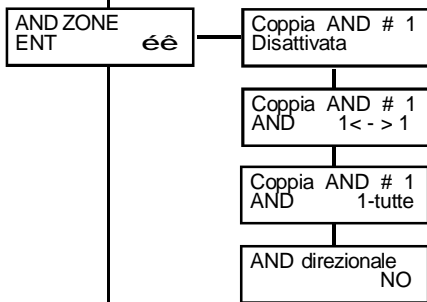 AND ZONE
ENT éê
Coppia AND # 1
Disattivata
Coppia AND # 1
AND 1< - > 1
Coppia AND # 1
AND 1-tutte
AND direzionale
NO